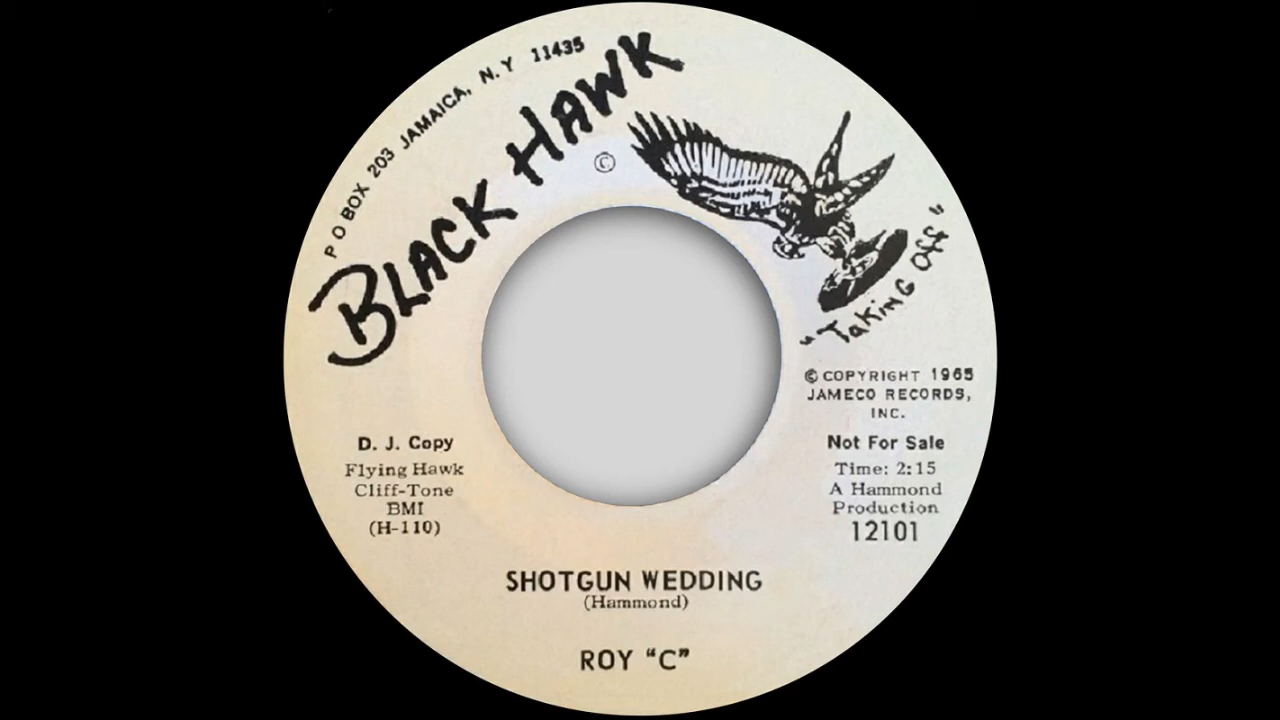 P O BOX 203 JAMAICA, N.Y 11435
BLACK HAWK
©
"Taking Off"
© COPYRIGHT 1965
JAMECO RECORDS,
INC.
D. J. Copy
Flying Hawk
Cliff-Tone
BMI
(H-110)
Not For Sale
Time: 2:15
A Hammond
Production
12101
SHOTGUN WEDDING
(Hammond)
ROY "C"